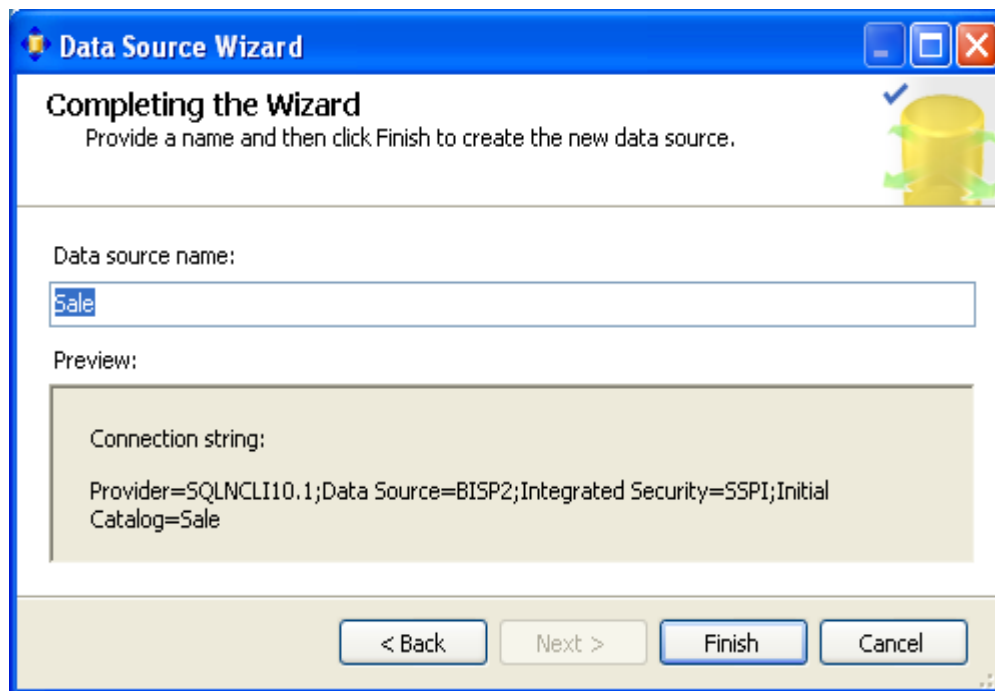 Data Source Wizard
Completing the Wizard
Provide a name and then click Finish to create the new data source.
Data source name:
Sale
Preview:
Connection string:
Provider=SQLNCLI10.1;Data Source=BISP2;Integrated Security=SSPI;Initial
Catalog=Sale
< Back
Next >
Finish
Cancel